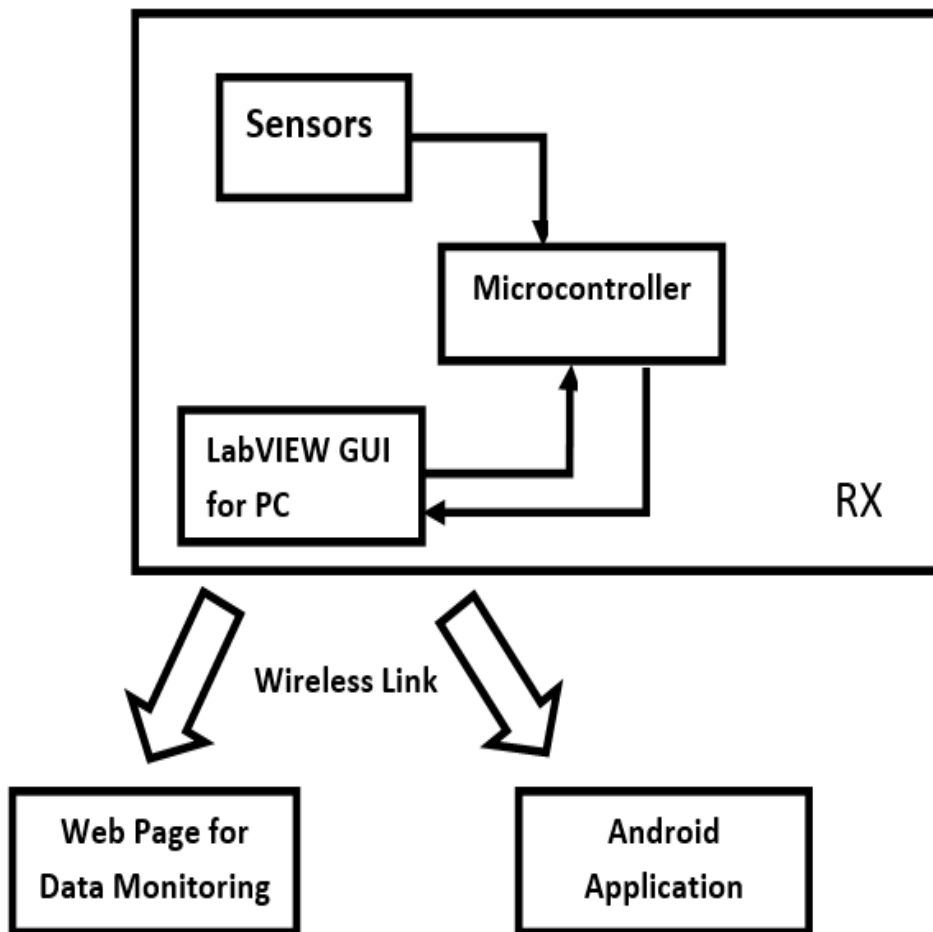 Sensors
Microcontroller
LabVIEW GUI
for PC
RX
Wireless Link
Web Page for
Data Monitoring
Android
Application